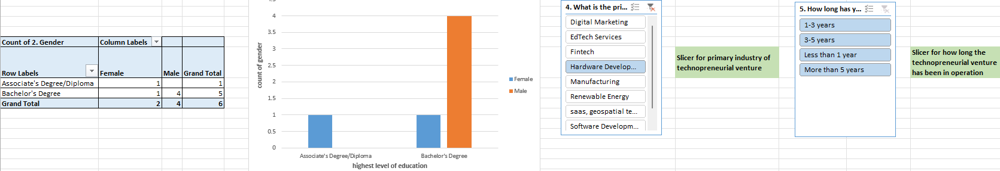 Count of 2. Gender Column Labels
Row Labels Female Male Grand Total
Associate's Degree/Diploma 1 1
Bachelor's Degree 1 4 5
Grand Total 2 4 6
4.5
4
3.5
3
2.5
2
1.5
1
0.5
0
count of gender
Associate's Degree/Diploma Bachelor's Degree
highest level of education
Female
Male
4. What is the pri...
Digital Marketing
EdTech Services
Fintech
Hardware Develop...
Manufacturing
Renewable Energy
saas, geospatial te...
Software Developm...
Slicer for primary industry of
technopreneurial venture
5. How long has y...
1-3 years
3-5 years
Less than 1 year
More than 5 years
Slicer for how long the
technopreneurial venture
has been in operation